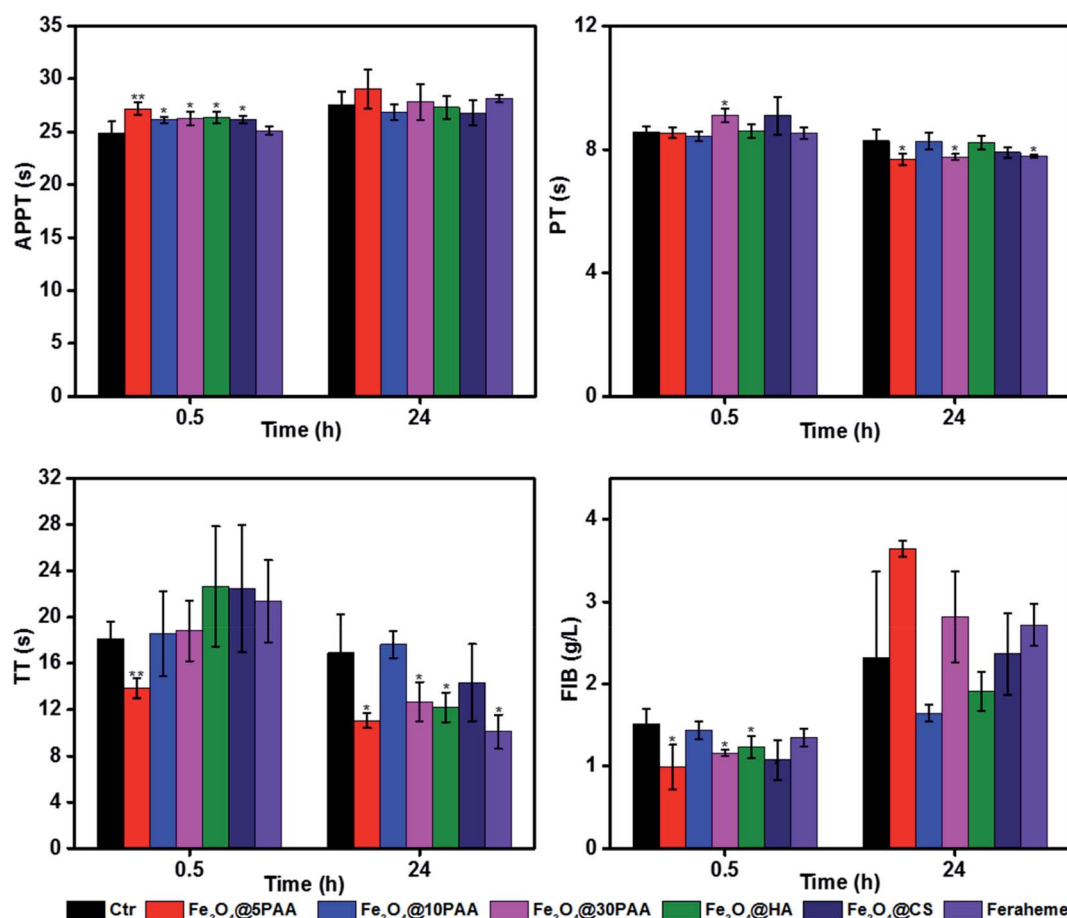 35
30
25
20
15
10
5
0
APPT (s)
** * * * *
0.5 24
Time (h)
12
8
4
0
PT (s)
* * * *
0.5 24
Time (h)
32
28
24
20
16
12
8
4
0
TT (s)
** * * * *
0.5 24
Time (h)
4
3
2
1
0
FIB (g/L)
* * *
0.5 24
Time (h)
Ctr Fe₃O₄@5PAA Fe₃O₄@10PAA Fe₃O₄@30PAA Fe₃O₄@HA Fe₃O₄@CS Feraheme